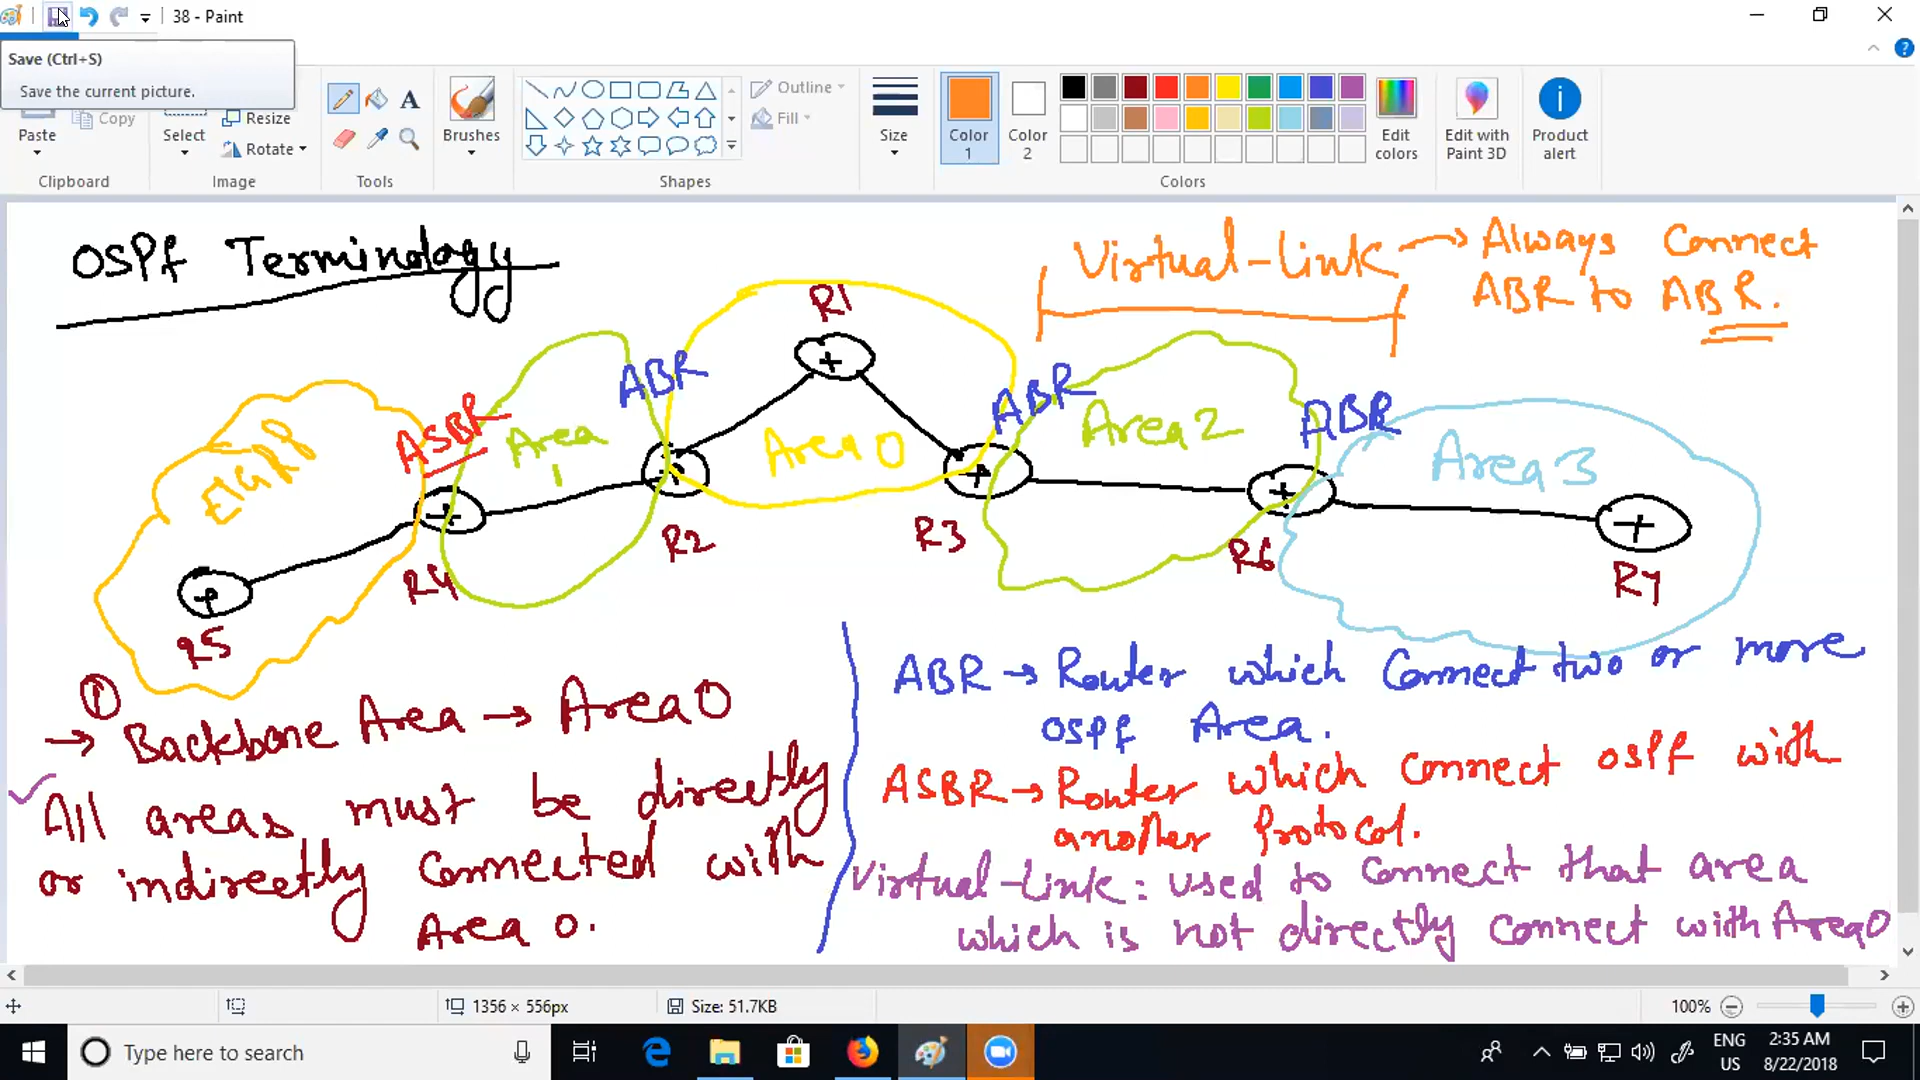 38 - Paint
Save (Ctrl+S)
Save the current picture.
Paste
Copy
Clipboard
Select
Resize
Rotate
Image
Tools
Brushes
Shapes
Outline
Fill
Size
Color 1
Color 2
Edit colors
Colors
Edit with Paint 3D
Product alert
OSPf Terminology
Virtual-link → Always Connect
ABR to ABR.
R1
ABR
ABR
ABR
ASBR
EIGRP
Area 1
Area 0
Area 2
Area 3
R5
R4
R2
R3
R6
R7
①
→ Backbone Area → Area 0
All areas must be directly
or indirectly Connected with
Area 0.
ABR → Router which Connect two or more
OSPf Area.
ASBR → Router which connect OSPf with
another protocol.
Virtual-link: used to connect that area
which is not directly connect with Area 0
1356 × 556px
Size: 51.7KB
100%
Type here to search
ENG
US
2:35 AM
8/22/2018